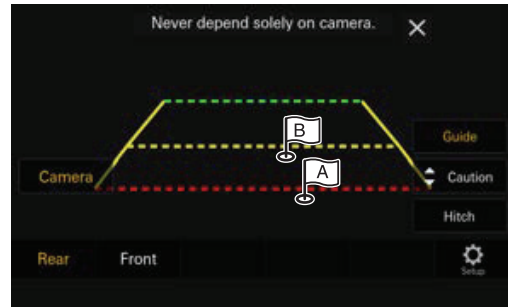 Never depend solely on camera.
B
Guide
A
Camera
Caution
Hitch
Rear
Front
Setup